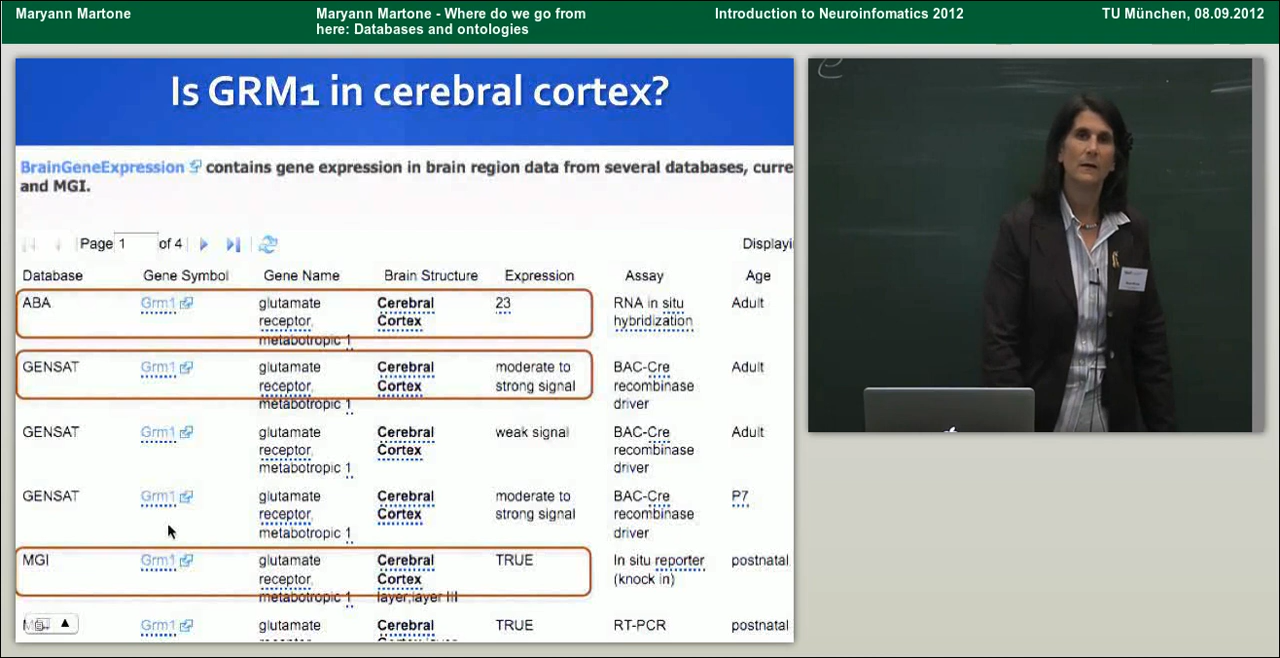 Maryann Martone
Maryann Martone - Where do we go from
here: Databases and ontologies
Introduction to Neuroinfomatics 2012
TU München, 08.09.2012
Is GRM1 in cerebral cortex?
BrainGeneExpression contains gene expression in brain region data from several databases,
and MGI.
Page 1 of 4
Database Gene Symbol Gene Name Brain Structure Expression Assay Age
ABA Grm1 glutamate Cerebral 23 RNA in situ Adult
receptor, Cortex hybridization
metabotropic 1
GENSAT Grm1 glutamate Cerebral moderate to BAC-Cre Adult
receptor, Cortex strong signal recombinase
metabotropic 1 driver
GENSAT Grm1 glutamate Cerebral weak signal BAC-Cre Adult
receptor, Cortex recombinase
metabotropic 1 driver
GENSAT Grm1 glutamate Cerebral moderate to BAC-Cre P7
receptor, Cortex strong signal recombinase
metabotropic 1 driver
MGI Grm1 glutamate Cerebral TRUE In situ reporter postnatal
receptor, Cortex (knock in)
metabotropic 1 layer;layer III
Grm1 glutamate Cerebral TRUE RT-PCR postnatal